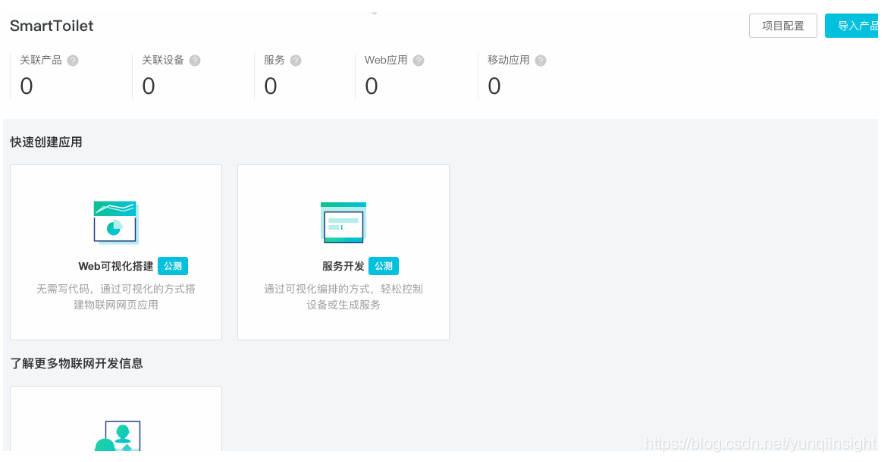 SmartToilet
项目配置 导入产品
关联产品 ? 关联设备 ? 服务 ? Web应用 ? 移动应用 ?
0 0 0 0 0
快速创建应用
Web可视化搭建 公测
无需写代码，通过可视化的方式搭
建物联网网页应用
服务开发 公测
通过可视化编排的方式，轻松控制
设备或生成服务
了解更多物联网开发信息
https://blog.csdn.net/yunqiinsight